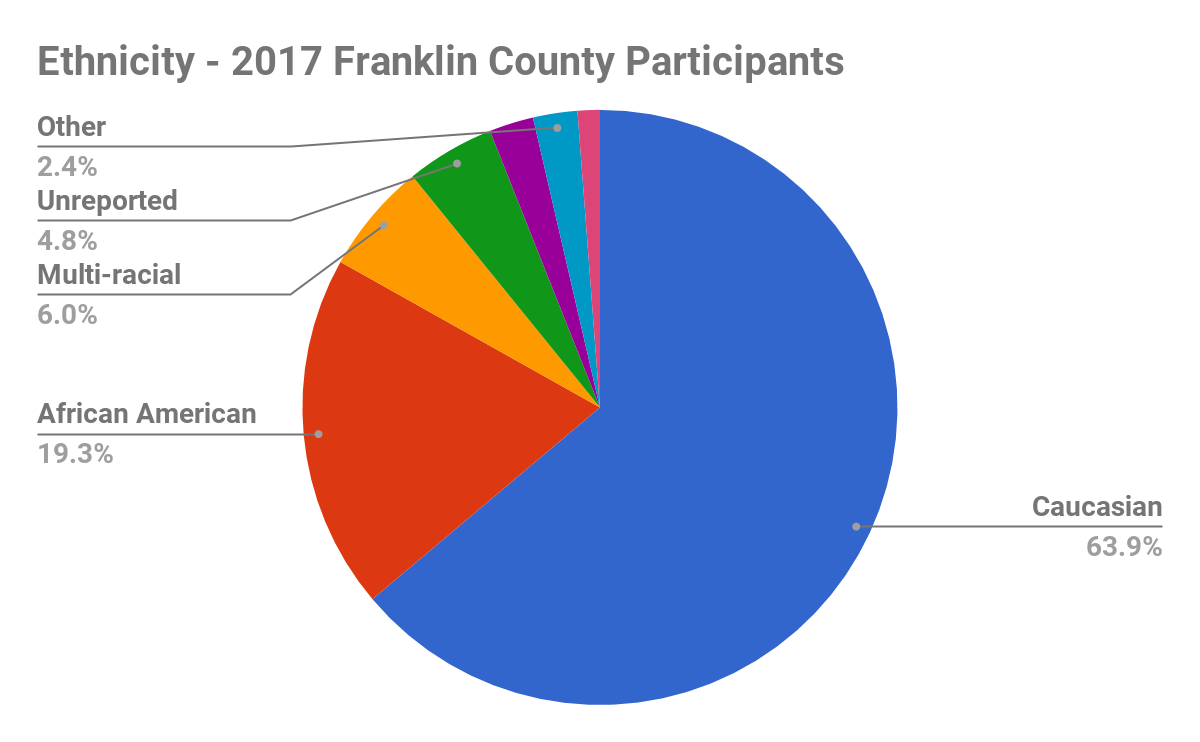 Ethnicity - 2017 Franklin County Participants
Other
2.4%
Unreported
4.8%
Multi-racial
6.0%
African American
19.3%
Caucasian
63.9%